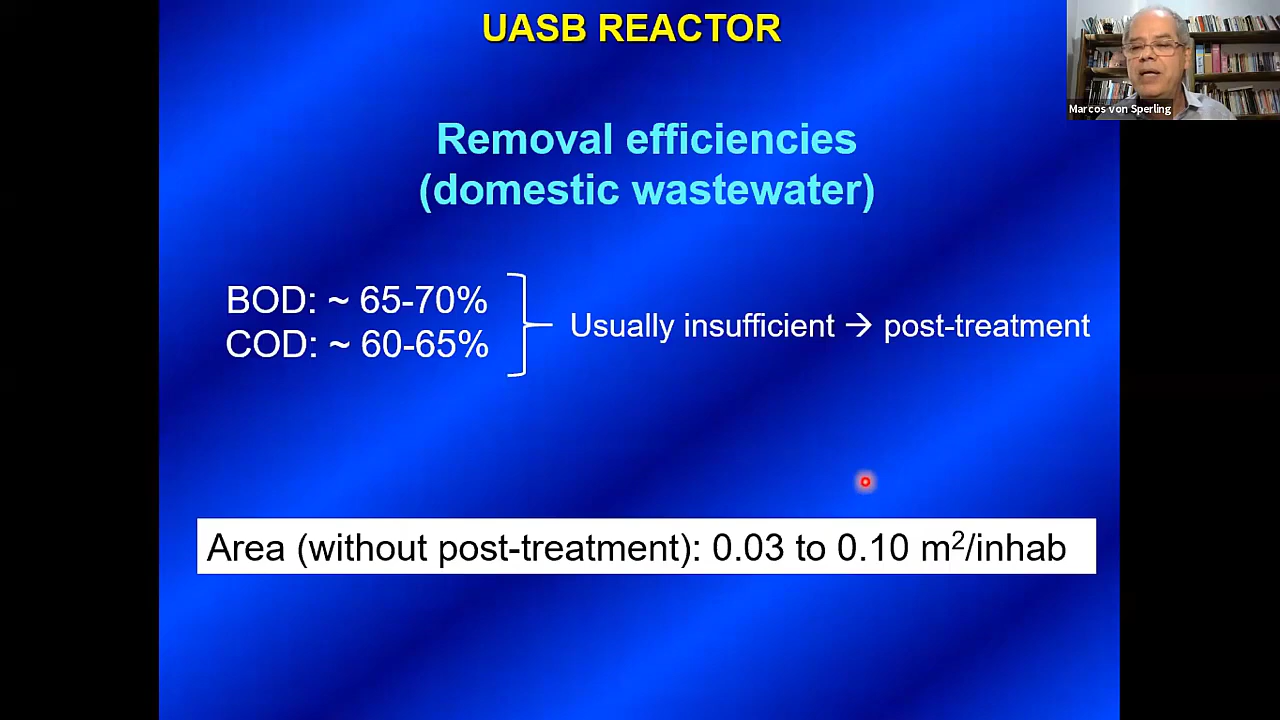 UASB REACTOR
Marcos von Sperling
Removal efficiencies
(domestic wastewater)
BOD: ~ 65-70%
COD: ~ 60-65%
Usually insufficient → post-treatment
Area (without post-treatment): 0.03 to 0.10 m²/inhab